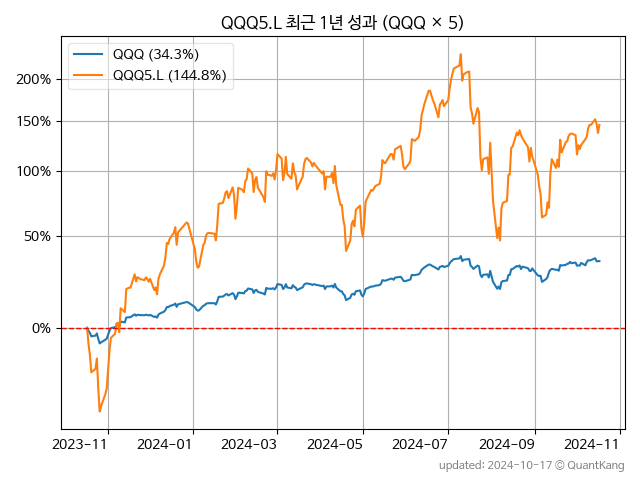 QQQ5.L 최근 1년 성과 (QQQ × 5)
QQQ (34.3%)
QQQ5.L (144.8%)
200%
150%
100%
50%
0%
2023-11 2024-01 2024-03 2024-05 2024-07 2024-09 2024-11
updated: 2024-10-17 © QuantKang